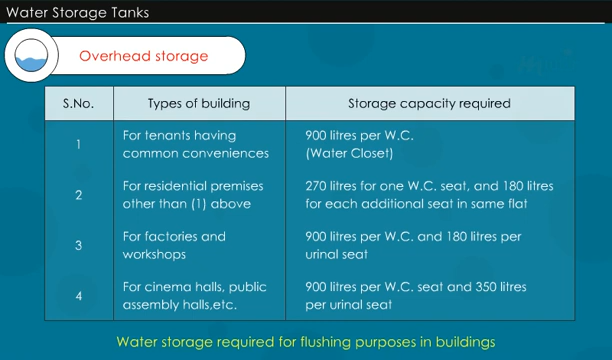 Water Storage Tanks
Overhead storage
S.No. Types of building Storage capacity required
1 For tenants having common conveniences 900 litres per W.C. (Water Closet)
2 For residential premises other than (1) above 270 litres for one W.C. seat, and 180 litres for each additional seat in same flat
3 For factories and workshops 900 litres per W.C. and 180 litres per urinal seat
4 For cinema halls, public assembly halls,etc. 900 litres per W.C. seat and 350 litres per urinal seat
Water storage required for flushing purposes in buildings